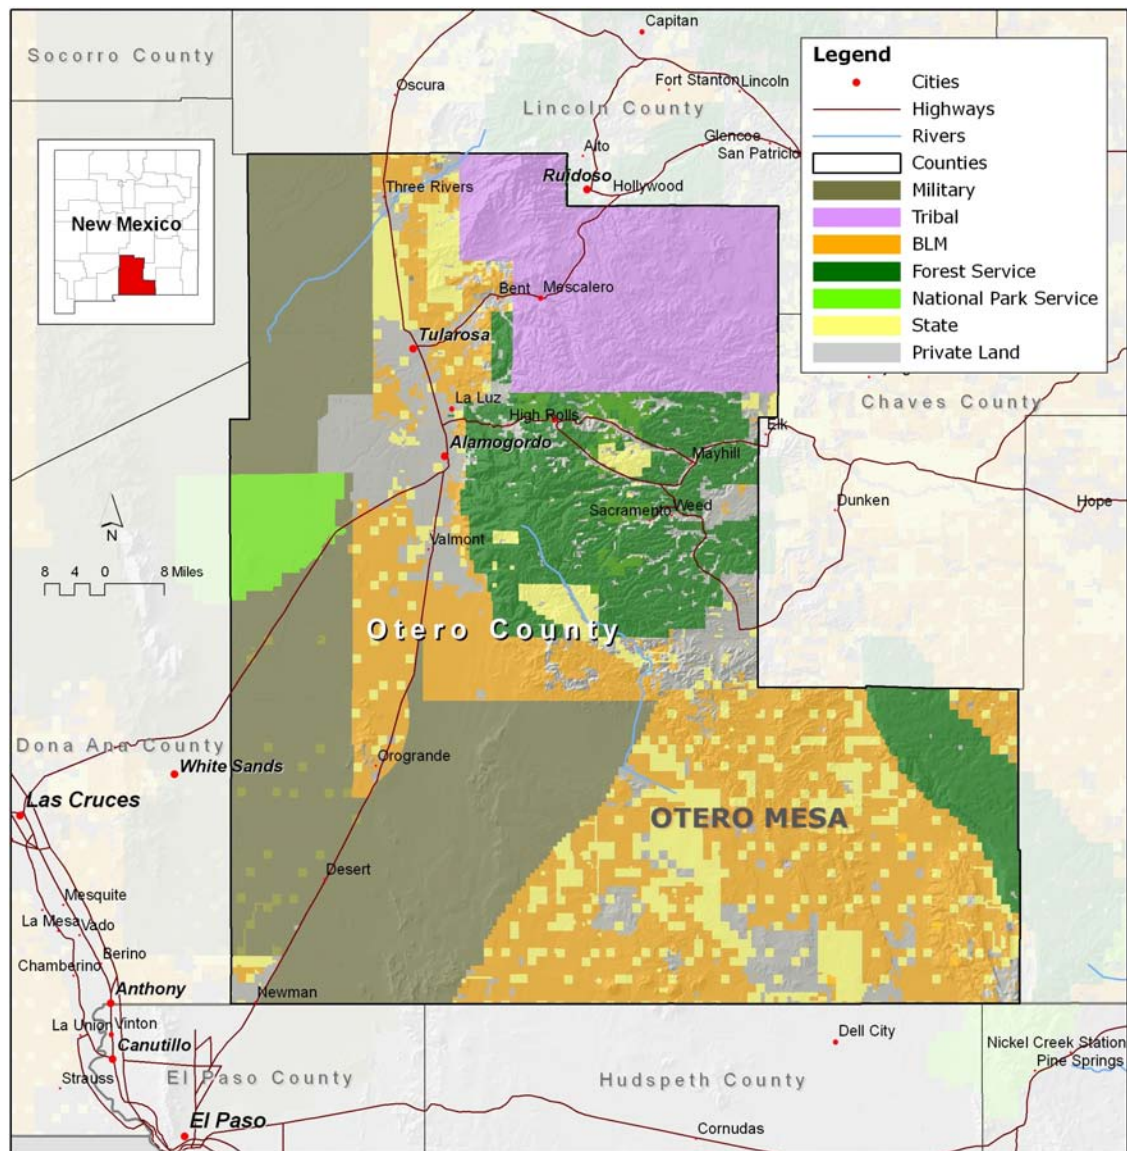 Socorro County
Capitan
Oscura
Fort Stanton
Lincoln
Lincoln County
Glencoe
San Patricio
Alto
Ruidoso
Hollywood
Three Rivers
Legend
Cities
Highways
Rivers
Counties
Military
Tribal
BLM
Forest Service
National Park Service
State
Private Land
New Mexico
Bent
Mescalero
Tularosa
La Luz
High Rolls
Chaves County
Elk
Alamogordo
Mayhill
Dunken
Hope
Sacramento
Weed
N
Valmont
8 4 0 8 Miles
Otero County
Dona Ana County
Orogrande
White Sands
Las Cruces
OTERO MESA
Desert
Mesquite
La Mesa
Vado
Berino
Chamberino
Anthony
Newman
La Union
Vinton
Canutillo
Dell City
Nickel Creek Station
Pine Springs
Strauss
El Paso County
Hudspeth County
El Paso
Cornudas